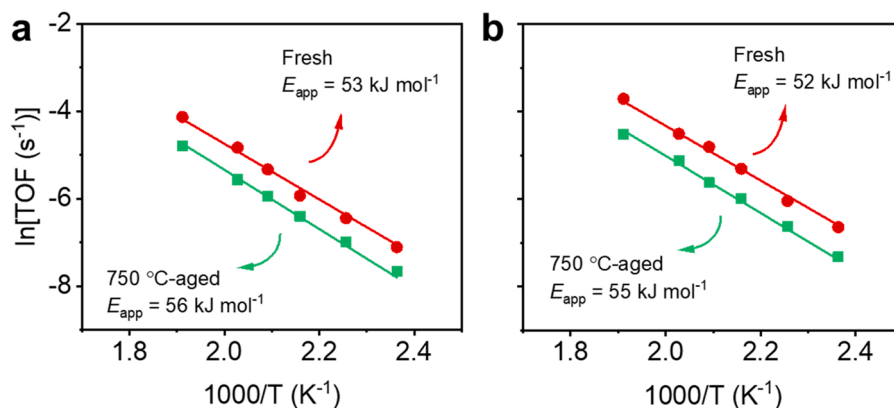 a
b
ln[TOF (s⁻¹)]
-2
-4
-6
-8
Fresh
Eapp = 53 kJ mol⁻¹
750 °C-aged
Eapp = 56 kJ mol⁻¹
1.8 2.0 2.2 2.4
1000/T (K⁻¹)
Fresh
Eapp = 52 kJ mol⁻¹
750 °C-aged
Eapp = 55 kJ mol⁻¹
1.8 2.0 2.2 2.4
1000/T (K⁻¹)